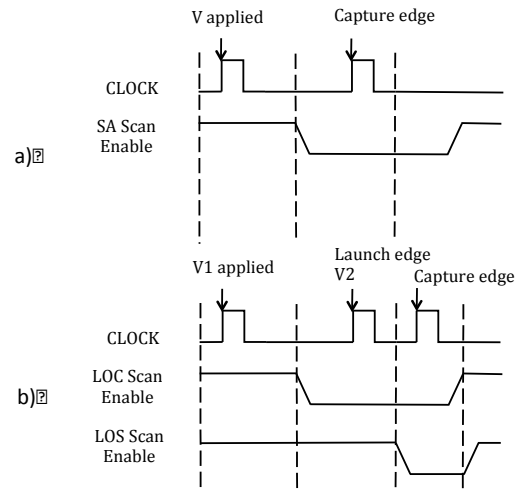 V applied Capture edge
CLOCK
SA Scan
Enable
a)⍰
Launch edge
V1 applied V2 Capture edge
CLOCK
LOC Scan
Enable
b)⍰
LOS Scan
Enable